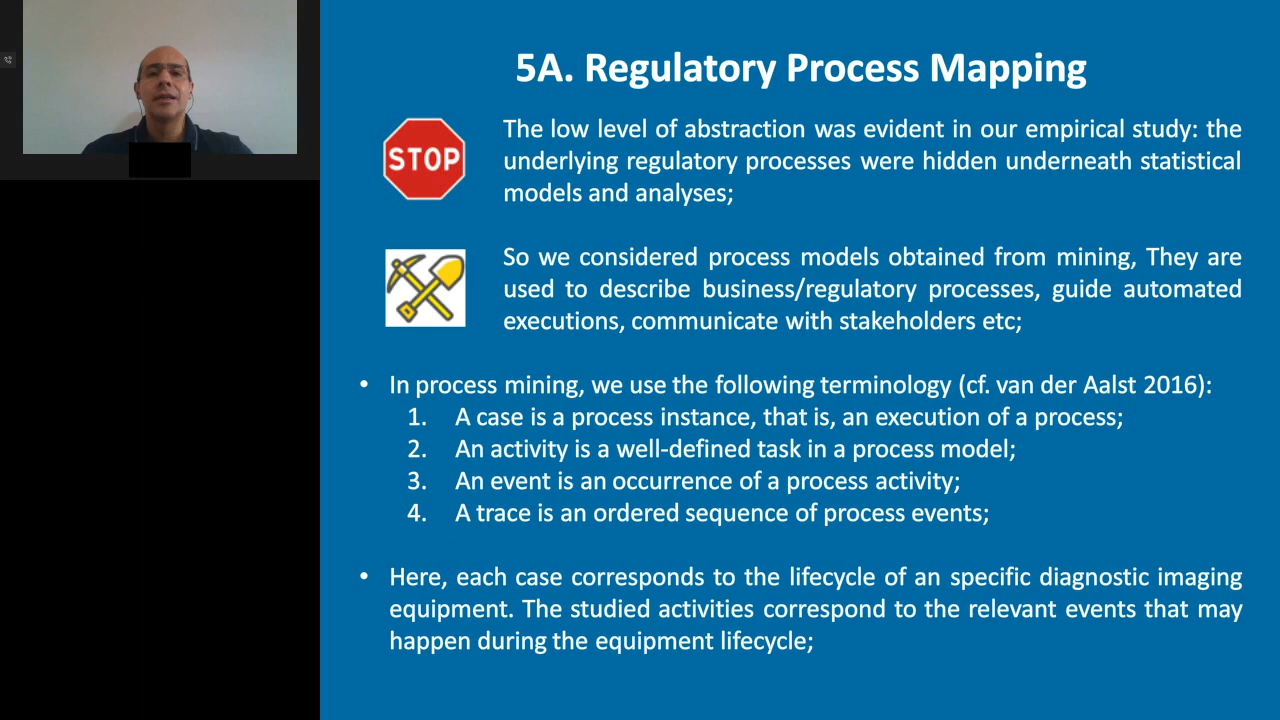 5A. Regulatory Process Mapping
STOP
The low level of abstraction was evident in our empirical study: the
underlying regulatory processes were hidden underneath statistical
models and analyses;
So we considered process models obtained from mining, They are
used to describe business/regulatory processes, guide automated
executions, communicate with stakeholders etc;
• In process mining, we use the following terminology (cf. van der Aalst 2016):
1. A case is a process instance, that is, an execution of a process;
2. An activity is a well-defined task in a process model;
3. An event is an occurrence of a process activity;
4. A trace is an ordered sequence of process events;
• Here, each case corresponds to the lifecycle of an specific diagnostic imaging
equipment. The studied activities correspond to the relevant events that may
happen during the equipment lifecycle;